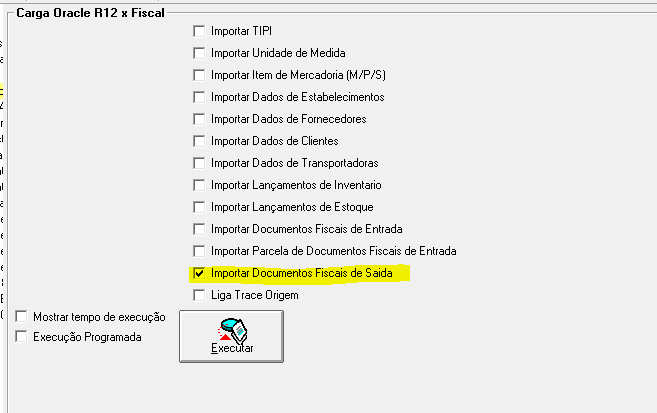 Carga Oracle R12 x Fiscal
Importar TIPI
Importar Unidade de Medida
Importar Item de Mercadoria (M/P/S)
Importar Dados de Estabelecimentos
Importar Dados de Fornecedores
Importar Dados de Clientes
Importar Dados de Transportadoras
Importar Lançamentos de Inventario
Importar Lançamentos de Estoque
Importar Documentos Fiscais de Entrada
Importar Parcela de Documentos Fiscais de Entrada
Importar Documentos Fiscais de Saida
Liga Trace Origem
Mostrar tempo de execução
Execução Programada
Executar